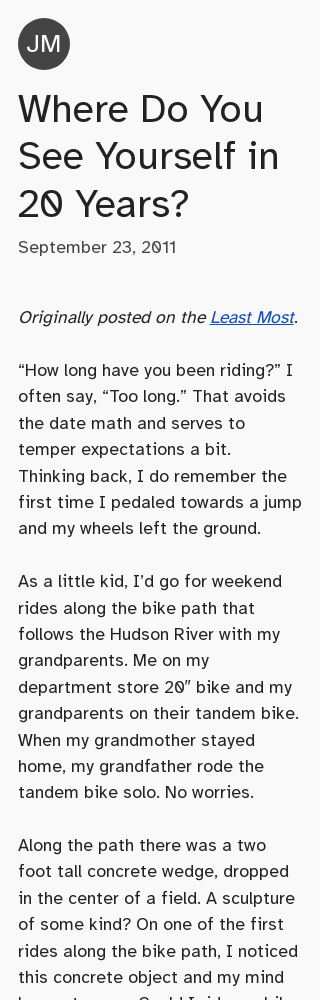 JM
Where Do You
See Yourself in
20 Years?
September 23, 2011
Originally posted on the Least Most.
“How long have you been riding?” I
often say, “Too long.” That avoids
the date math and serves to
temper expectations a bit.
Thinking back, I do remember the
first time I pedaled towards a jump
and my wheels left the ground.
As a little kid, I’d go for weekend
rides along the bike path that
follows the Hudson River with my
grandparents. Me on my
department store 20″ bike and my
grandparents on their tandem bike.
When my grandmother stayed
home, my grandfather rode the
tandem bike solo. No worries.
Along the path there was a two
foot tall concrete wedge, dropped
in the center of a field. A sculpture
of some kind? On one of the first
rides along the bike path, I noticed
this concrete object and my mind